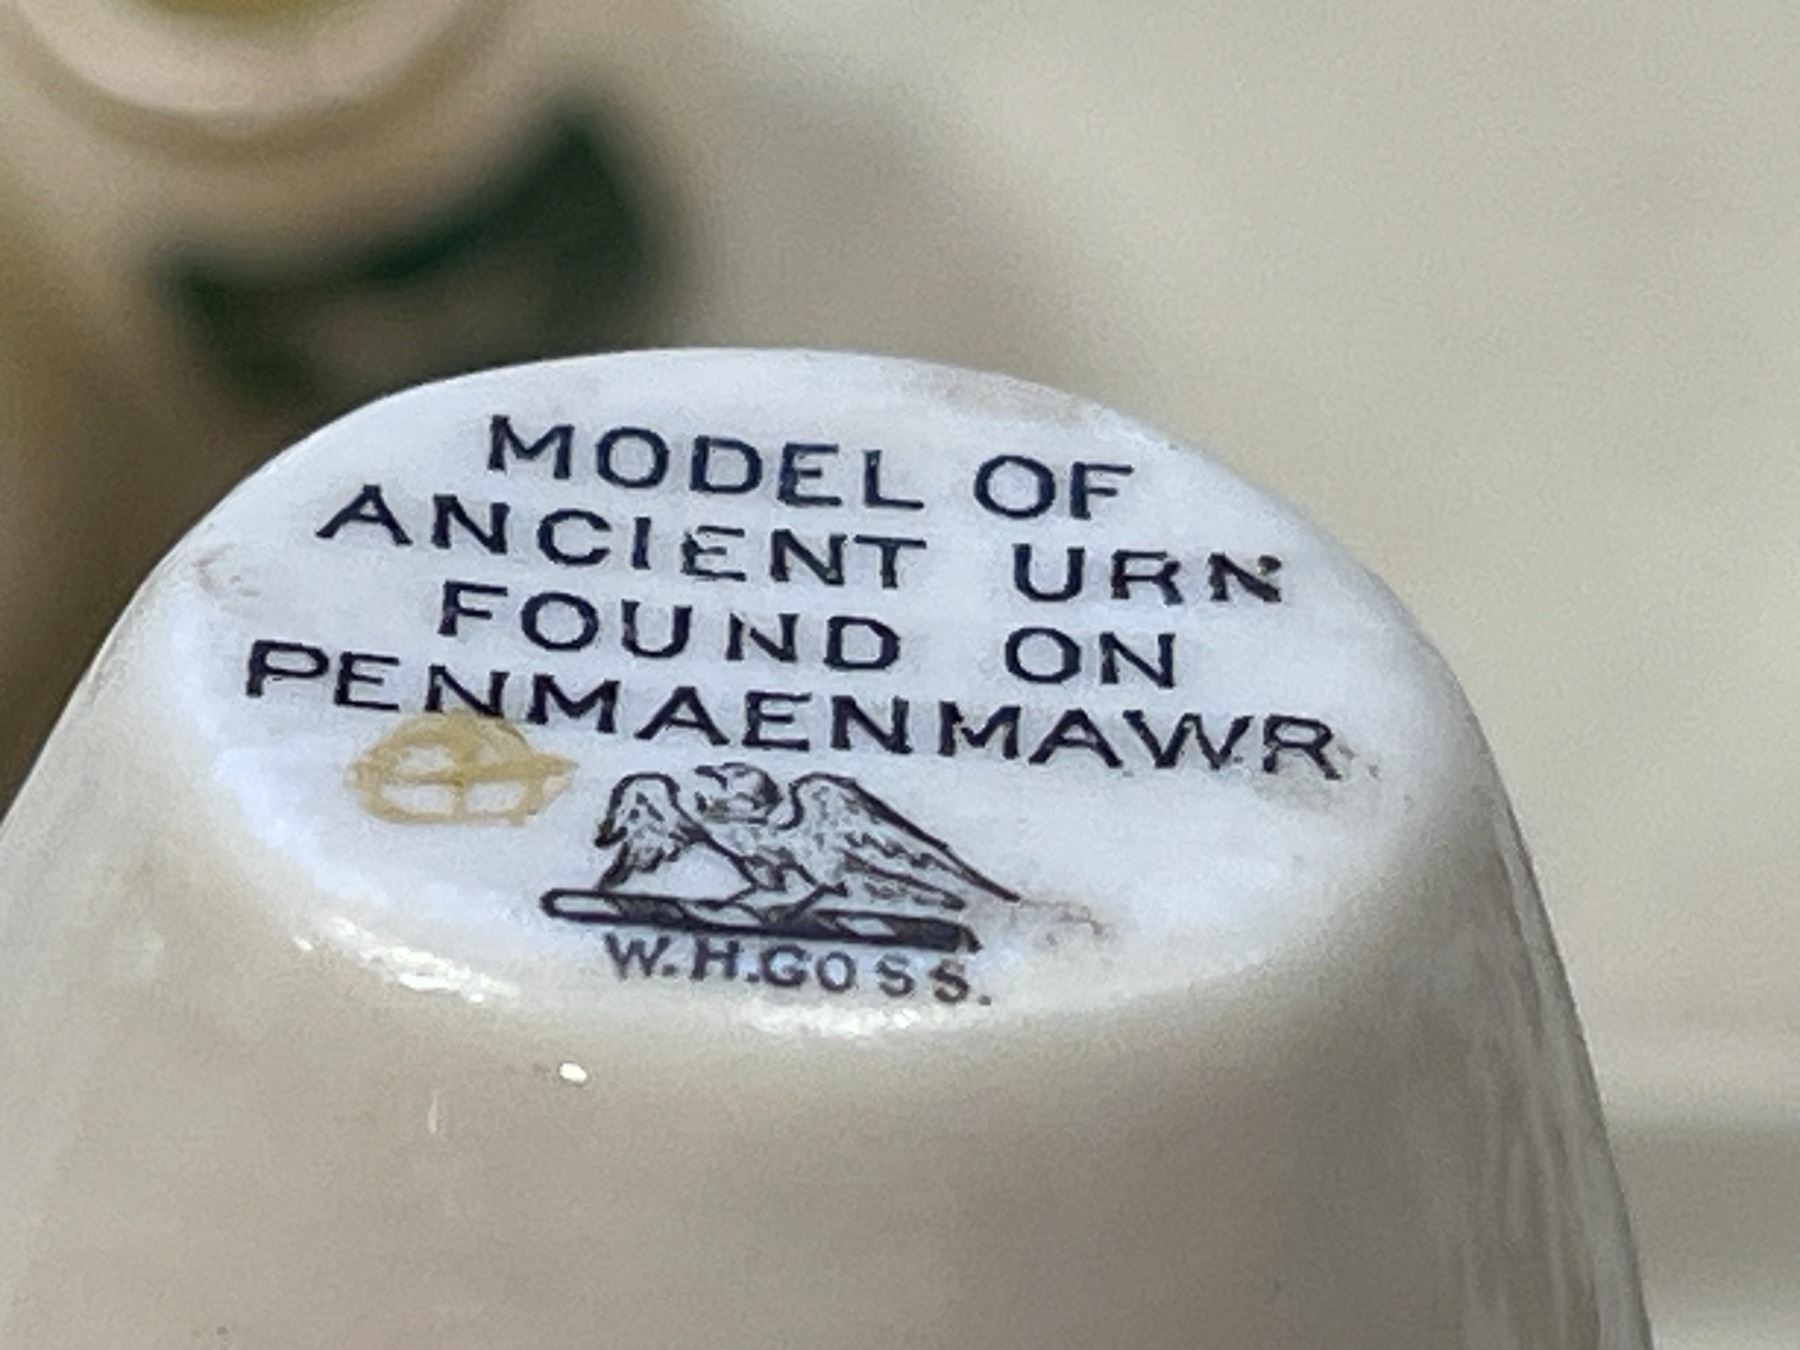 MODEL OF
ANCIENT URN
FOUND ON
PENMAENMAWR.
W.H.GOSS.